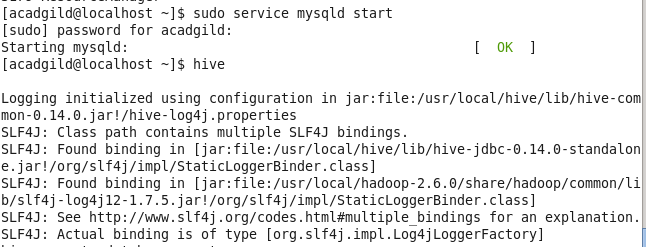 [acadgild@localhost ~]$ sudo service mysqld start
[sudo] password for acadgild:
Starting mysqld:                                           [  OK  ]
[acadgild@localhost ~]$ hive

Logging initialized using configuration in jar:file:/usr/local/hive/lib/hive-com
mon-0.14.0.jar!/hive-log4j.properties
SLF4J: Class path contains multiple SLF4J bindings.
SLF4J: Found binding in [jar:file:/usr/local/hive/lib/hive-jdbc-0.14.0-standalon
e.jar!/org/slf4j/impl/StaticLoggerBinder.class]
SLF4J: Found binding in [jar:file:/usr/local/hadoop-2.6.0/share/hadoop/common/li
b/slf4j-log4j12-1.7.5.jar!/org/slf4j/impl/StaticLoggerBinder.class]
SLF4J: See http://www.slf4j.org/codes.html#multiple_bindings for an explanation.
SLF4J: Actual binding is of type [org.slf4j.impl.Log4jLoggerFactory]